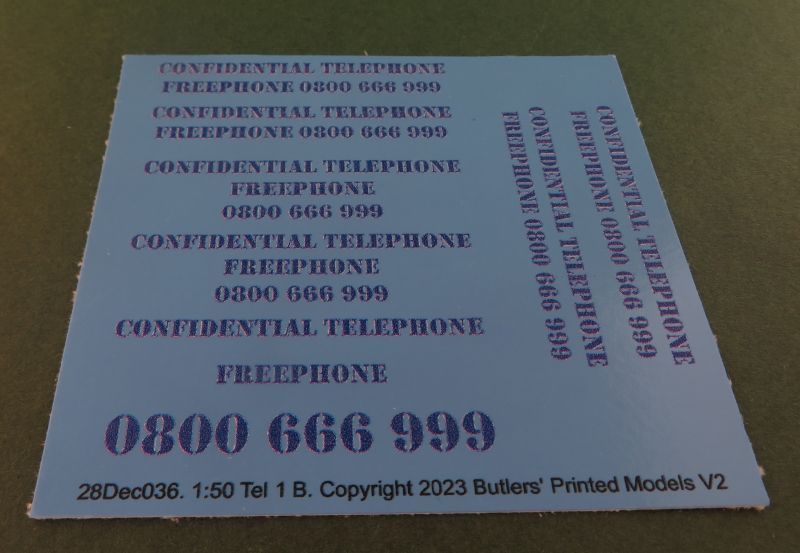 CONFIDENTIAL TELEPHONE
FREEPHONE 0800 666 999
CONFIDENTIAL TELEPHONE
FREEPHONE 0800 666 999
CONFIDENTIAL TELEPHONE
FREEPHONE
0800 666 999
CONFIDENTIAL TELEPHONE
FREEPHONE
0800 666 999
CONFIDENTIAL TELEPHONE
FREEPHONE
0800 666 999
CONFIDENTIAL TELEPHONE
FREEPHONE 0800 666 999
CONFIDENTIAL TELEPHONE
FREEPHONE 0800 666 999
28Dec036. 1:50 Tel 1 B. Copyright 2023 Butlers' Printed Models V2